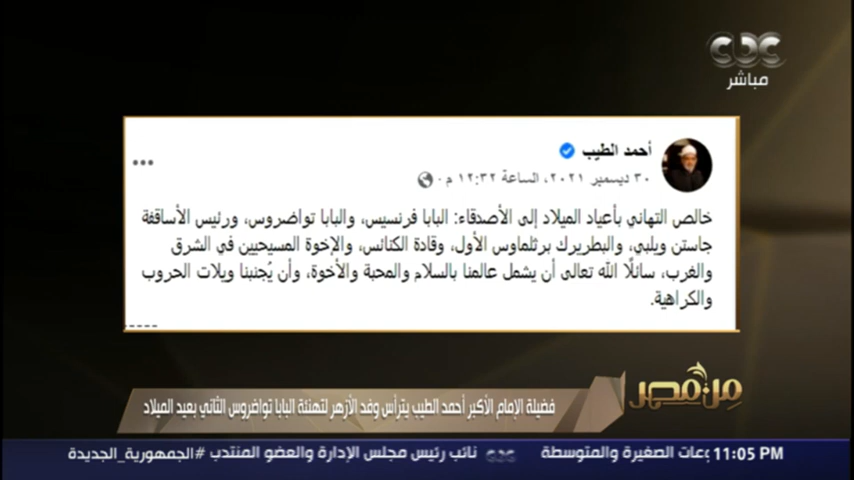 cbc
مباشر
أحمد الطيب
٣٠ ديسمبر ٢٠٢١، الساعة ١٢:٣٢ م
خالص التهاني بأعياد الميلاد إلى الأصدقاء: البابا فرنسيس، والبابا تواضروس، ورئيس الأساقفة
جاستن ويلبي، والبطريرك برثلماوس الأول، وقادة الكنائس، والإخوة المسيحيين في الشرق
والغرب، سائلًا الله تعالى أن يشمل عالمنا بالسلام والمحبة والأخوة، وأن يُجنبنا ويلات الحروب
والكراهية.
من مصر
فضيلة الإمام الأكبر أحمد الطيب يترأس وفد الأزهر لتهنئة البابا تواضروس الثاني بعيد الميلاد
11:05 PM وعات الصغيرة والمتوسطة cbc نائب رئيس مجلس الإدارة والعضو المنتدب #الجمهورية_الجديدة